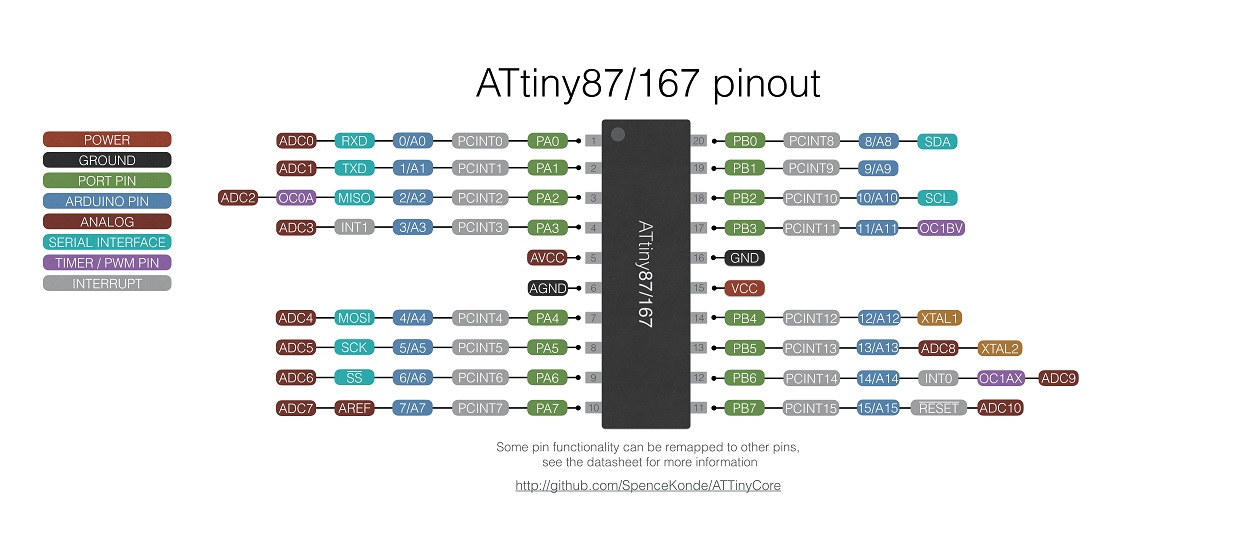 ATtiny87/167 pinout
POWER
GROUND
PORT PIN
ARDUINO PIN
ANALOG
SERIAL INTERFACE
TIMER / PWM PIN
INTERRUPT
ADC0 RXD 0/A0 PCINT0 PA0 1 20 PB0 PCINT8 8/A8 SDA
ADC1 TXD 1/A1 PCINT1 PA1 2 19 PB1 PCINT9 9/A9
ADC2 OC0A MISO 2/A2 PCINT2 PA2 3 18 PB2 PCINT10 10/A10 SCL
ADC3 INT1 3/A3 PCINT3 PA3 4 17 PB3 PCINT11 11/A11 OC1BV
AVCC 5 16 GND
AGND 6 15 VCC
ADC4 MOSI 4/A4 PCINT4 PA4 7 14 PB4 PCINT12 12/A12 XTAL1
ADC5 SCK 5/A5 PCINT5 PA5 8 13 PB5 PCINT13 13/A13 ADC8 XTAL2
ADC6 SS 6/A6 PCINT6 PA6 9 12 PB6 PCINT14 14/A14 INT0 OC1AX ADC9
ADC7 AREF 7/A7 PCINT7 PA7 10 11 PB7 PCINT15 15/A15 RESET ADC10
ATtiny87/167
Some pin functionality can be remapped to other pins,
see the datasheet for more information
http://github.com/SpenceKonde/ATTinyCore